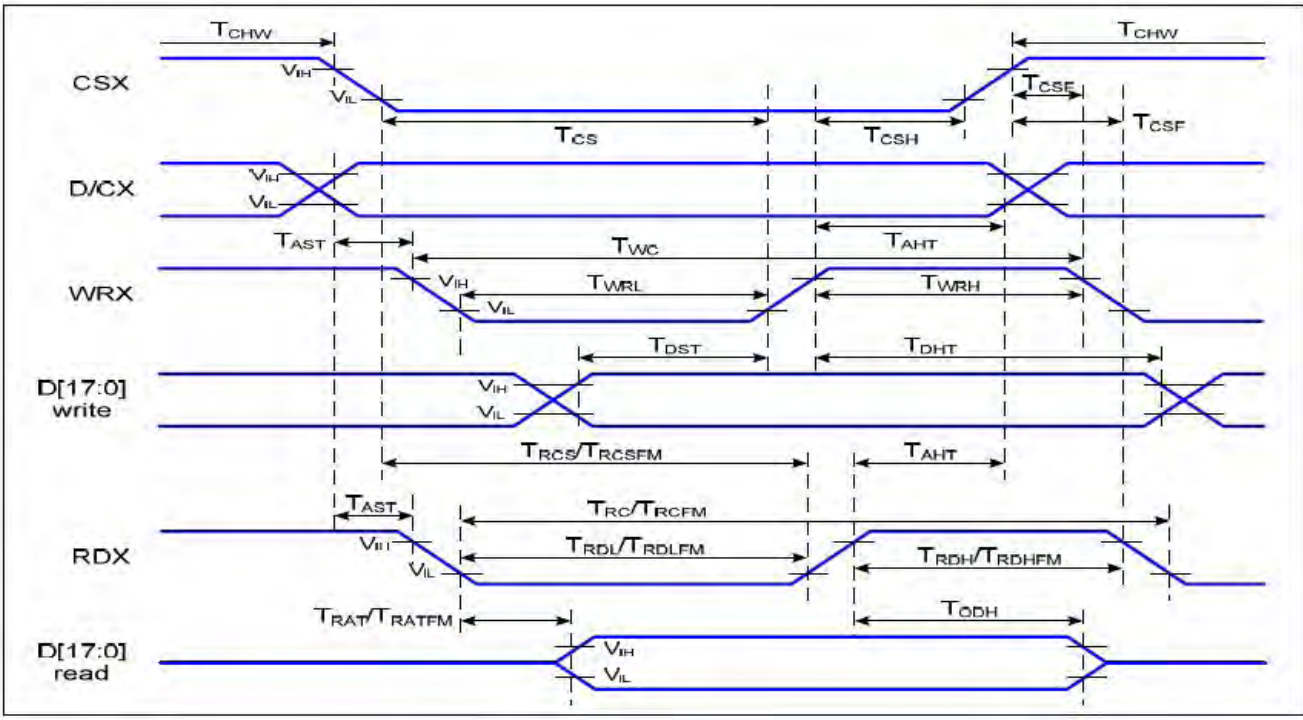 TCHW TCHW
CSX VIH
VIL
TCSF
TCS TCSH TCSF
D/CX VIH
VIL
TAST TWC TAHT
WRX VIH
TWRL TWRH
VIL
TDST TDHT
D[17:0] VIH
write VIL
TRCS/TRCSFM TAHT
TAST TRC/TRCFM
RDX VIH
TRDL/TRDLFM TRDH/TRDHFM
VIL
TRAT/TRATFM TODH
D[17:0] VIH
read VIL